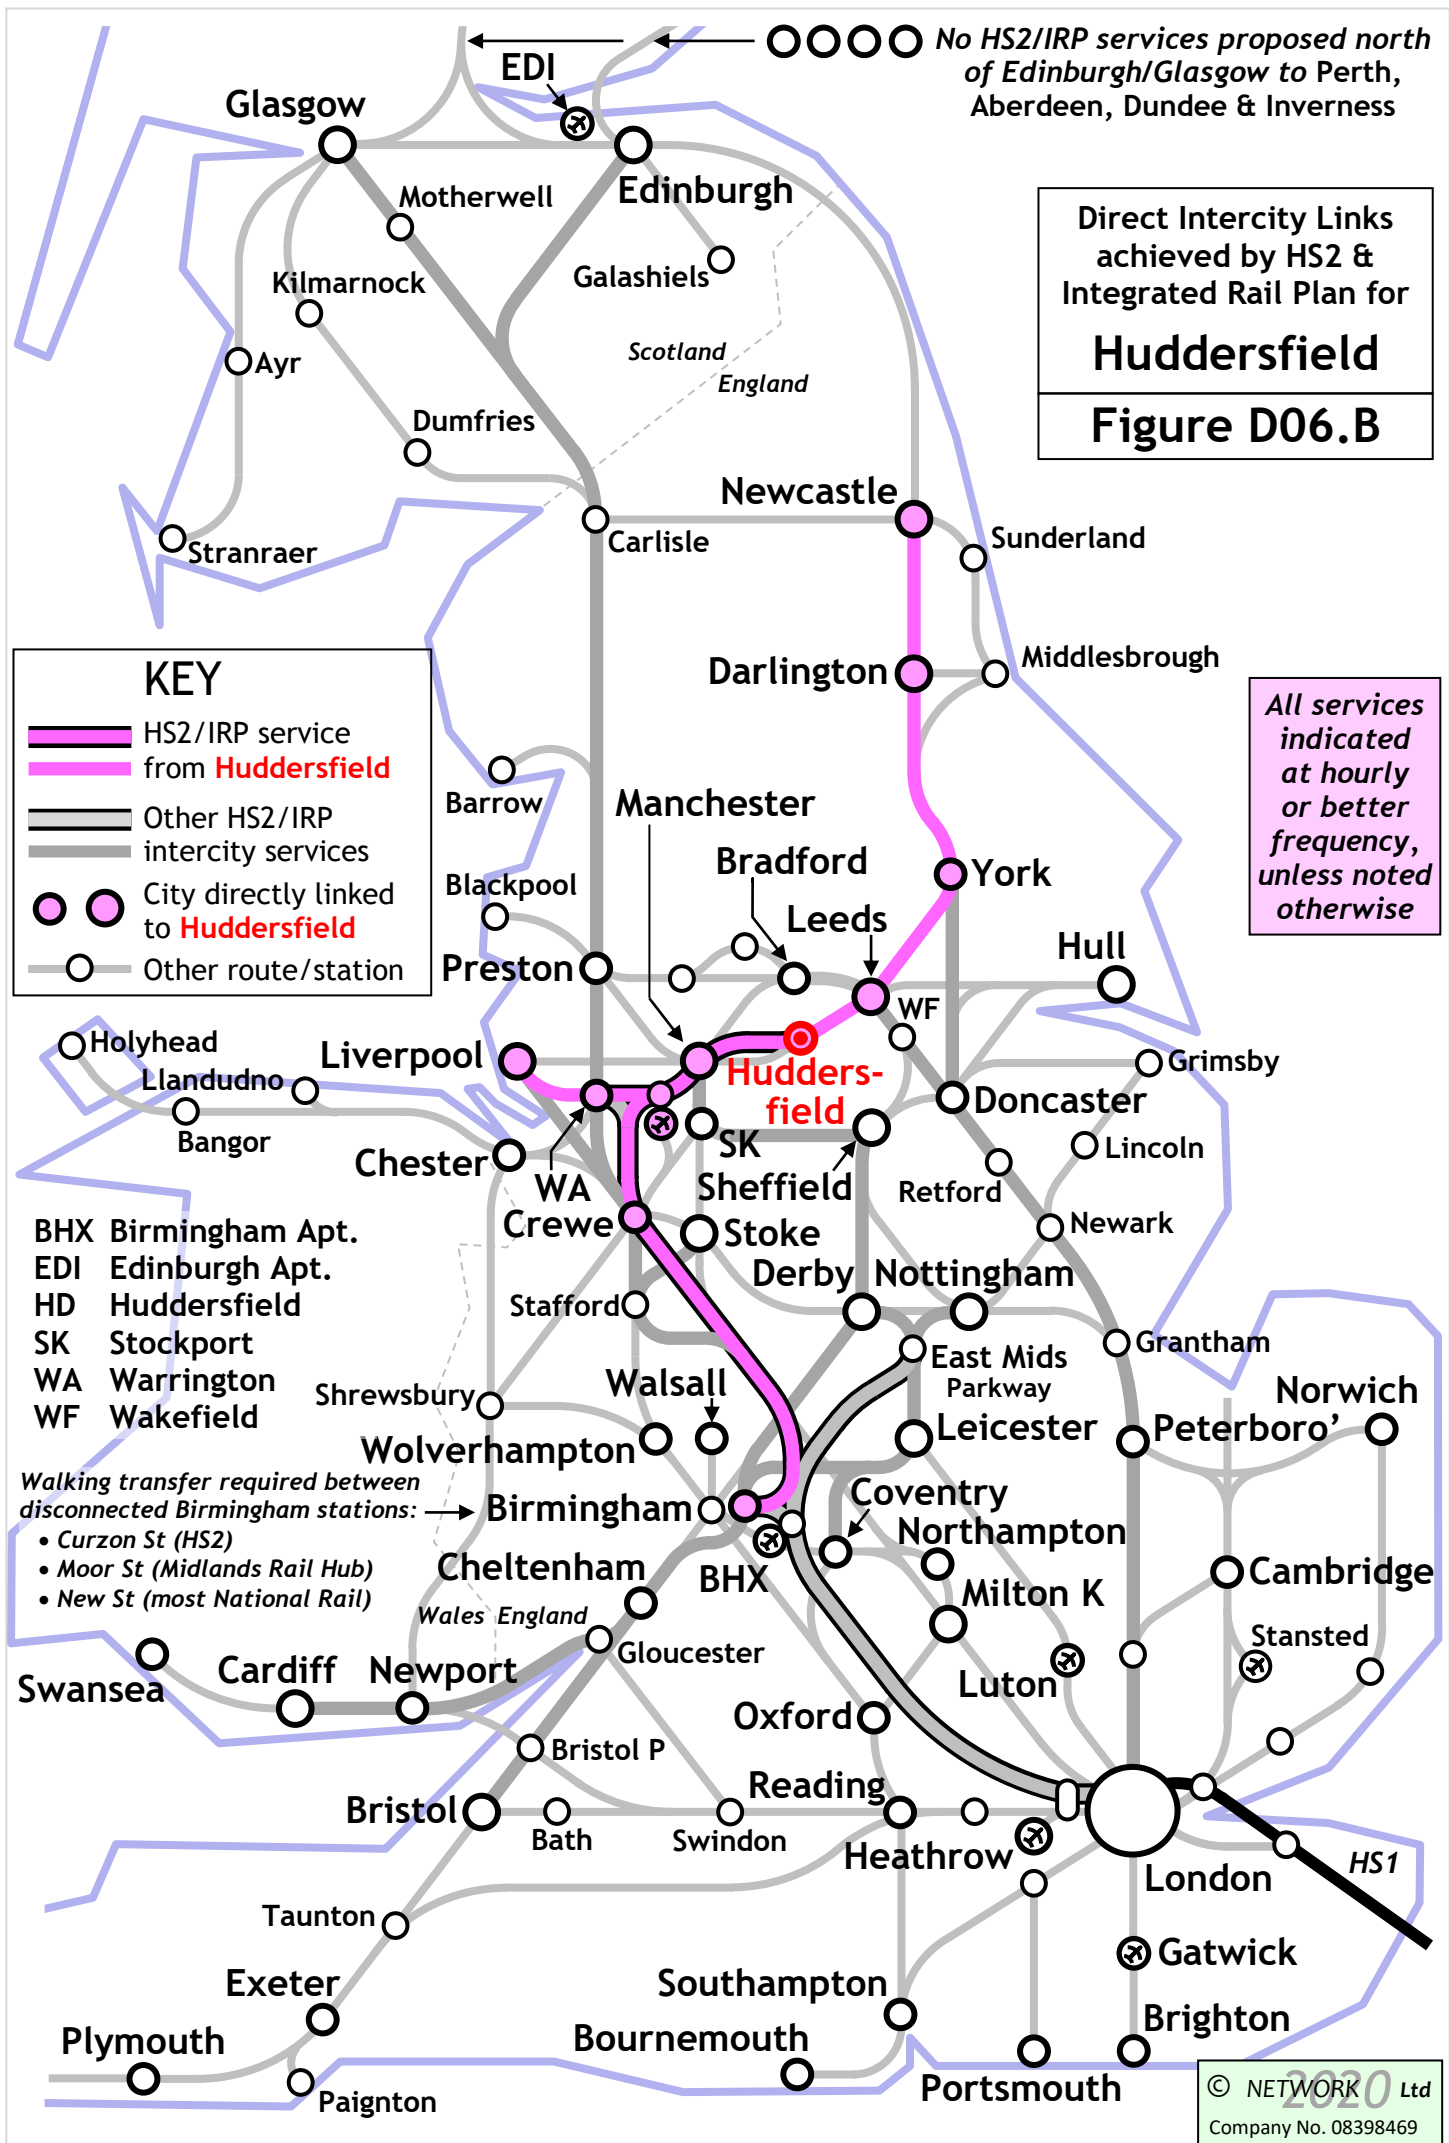 No HS2/IRP services proposed north
of Edinburgh/Glasgow to Perth,
Aberdeen, Dundee & Inverness
EDI
Glasgow
Edinburgh
Motherwell
Galashiels
Kilmarnock
Ayr
Scotland
England
Dumfries
Direct Intercity Links
achieved by HS2 &
Integrated Rail Plan for
Huddersfield
Figure D06.B
Newcastle
Carlisle
Sunderland
Stranraer
Darlington
Middlesbrough
KEY
HS2/IRP service
from Huddersfield
Other HS2/IRP
intercity services
City directly linked
to Huddersfield
Other route/station
All services
indicated
at hourly
or better
frequency,
unless noted
otherwise
Barrow
Manchester
Bradford
York
Blackpool
Leeds
Hull
Preston
WF
Holyhead
Liverpool
Llandudno
Bangor
Hudders-
field
Grimsby
Doncaster
Chester
SK
Lincoln
WA
Sheffield
Retford
Crewe
Stoke
Newark
Derby
Nottingham
BHX Birmingham Apt.
EDI Edinburgh Apt.
HD Huddersfield
SK Stockport
WA Warrington
WF Wakefield
Stafford
Grantham
East Mids
Parkway
Shrewsbury
Walsall
Norwich
Wolverhampton
Leicester
Peterboro’
Walking transfer required between
disconnected Birmingham stations:
• Curzon St (HS2)
• Moor St (Midlands Rail Hub)
• New St (most National Rail)
Birmingham
Coventry
Northampton
BHX
Cheltenham
Milton K
Cambridge
Wales England
Gloucester
Stansted
Swansea
Cardiff
Newport
Luton
Oxford
Bristol P
Reading
Bristol
Bath
Swindon
Heathrow
London
HS1
Taunton
Gatwick
Exeter
Southampton
Brighton
Plymouth
Bournemouth
Paignton
Portsmouth
© NETWORK 2020 Ltd
Company No. 08398469